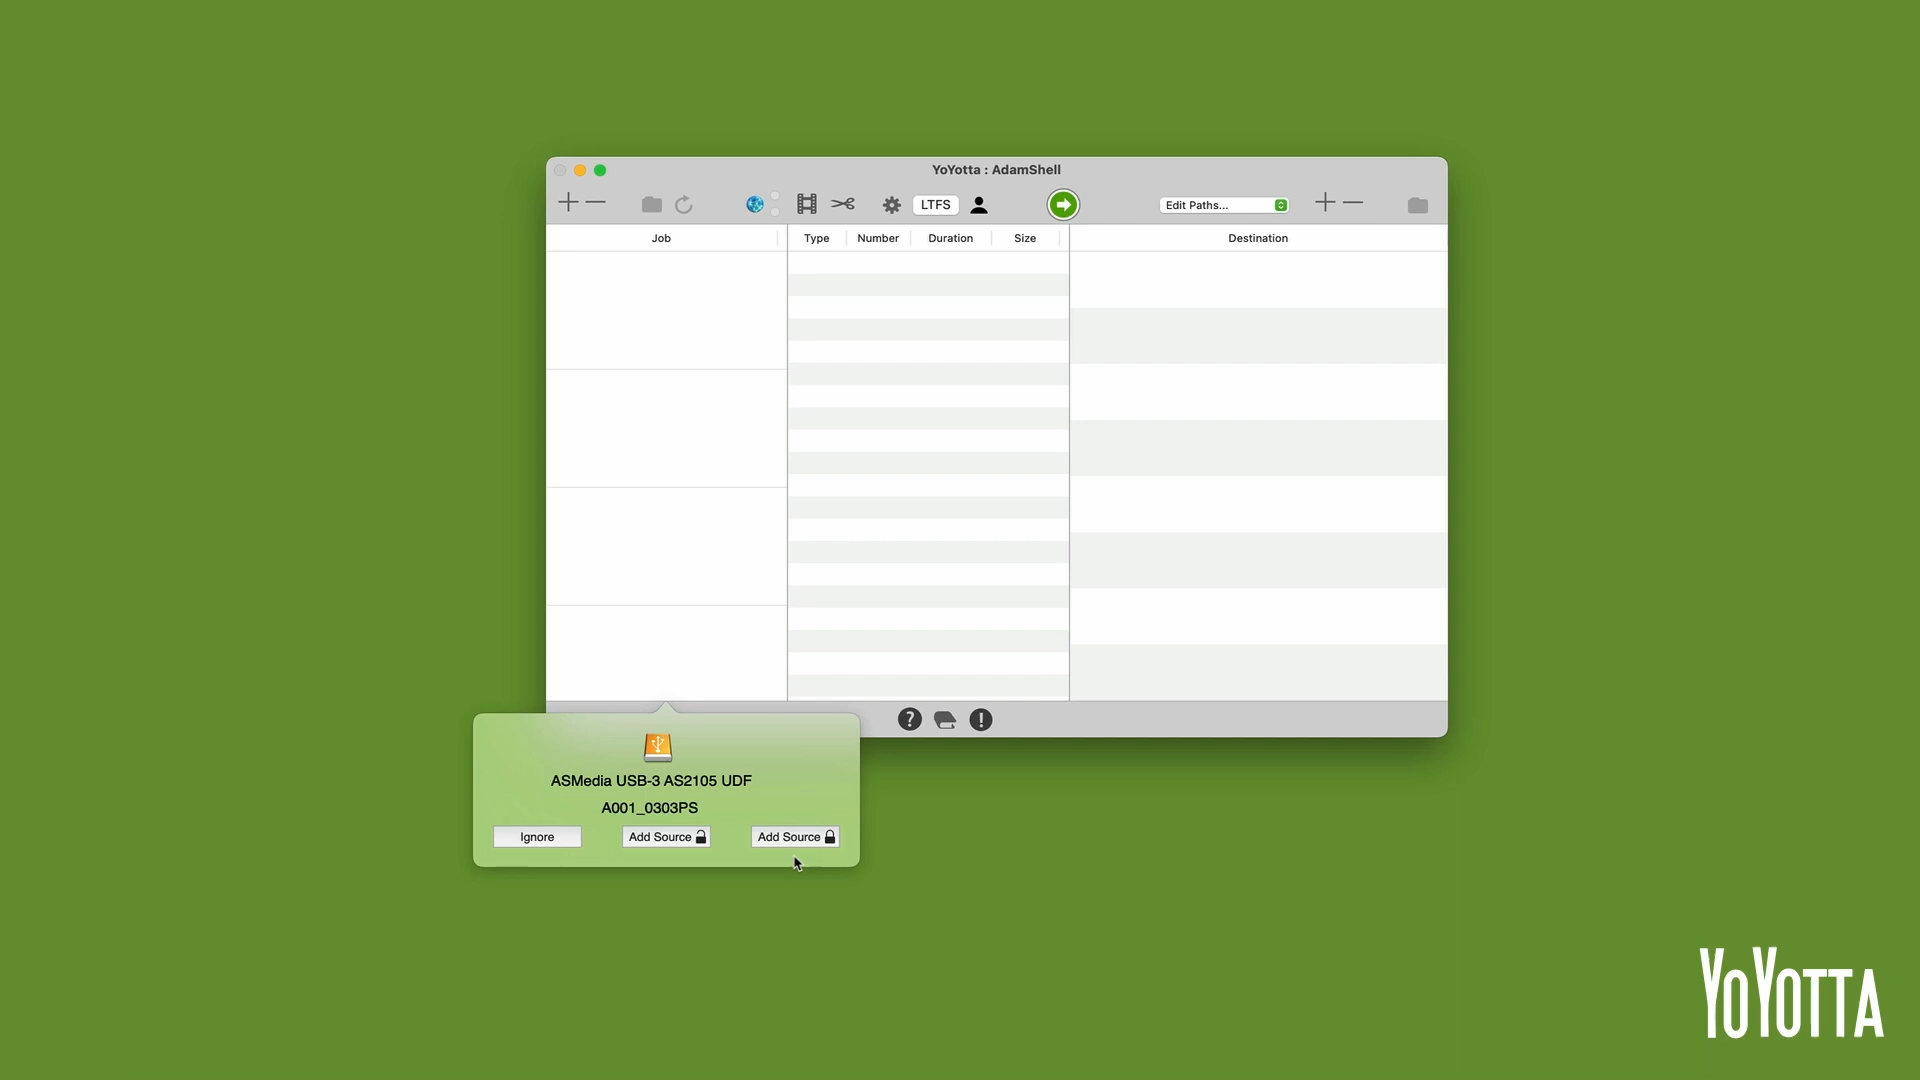 YoYotta : AdamShell
LTFS
Edit Paths...
Job
Type Number Duration Size
Destination
ASMedia USB-3 AS2105 UDF
A001_0303PS
Ignore
Add Source
Add Source
YOYOTTA